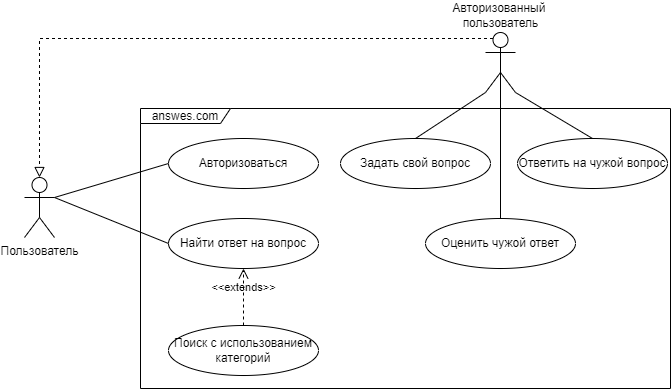 Авторизованный
пользователь
answes.com
Авторизоваться
Задать свой вопрос
Ответить на чужой вопрос
Пользователь
Найти ответ на вопрос
Оценить чужой ответ
<<extends>>
Поиск с использованием
категорий